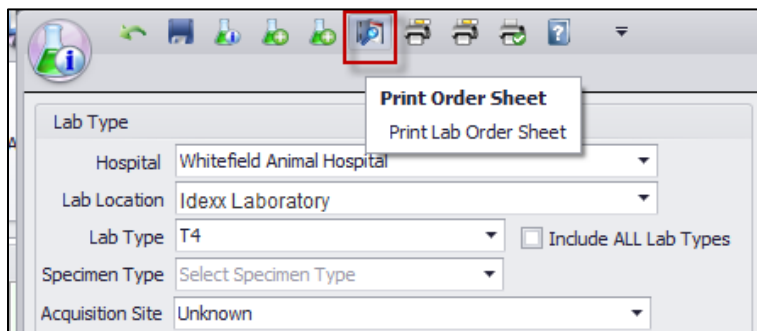 Print Order Sheet
Print Lab Order Sheet
Lab Type
Hospital Whitefield Animal Hospital
Lab Location Idexx Laboratory
Lab Type T4 Include ALL Lab Types
Specimen Type Select Specimen Type
Acquisition Site Unknown